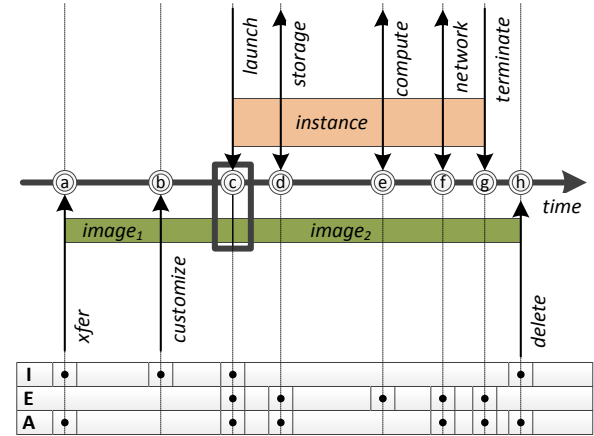 launch
storage
compute
network
terminate
instance
a b c d e f g h
time
image₁ image₂
xfer
customize
delete
I
E
A